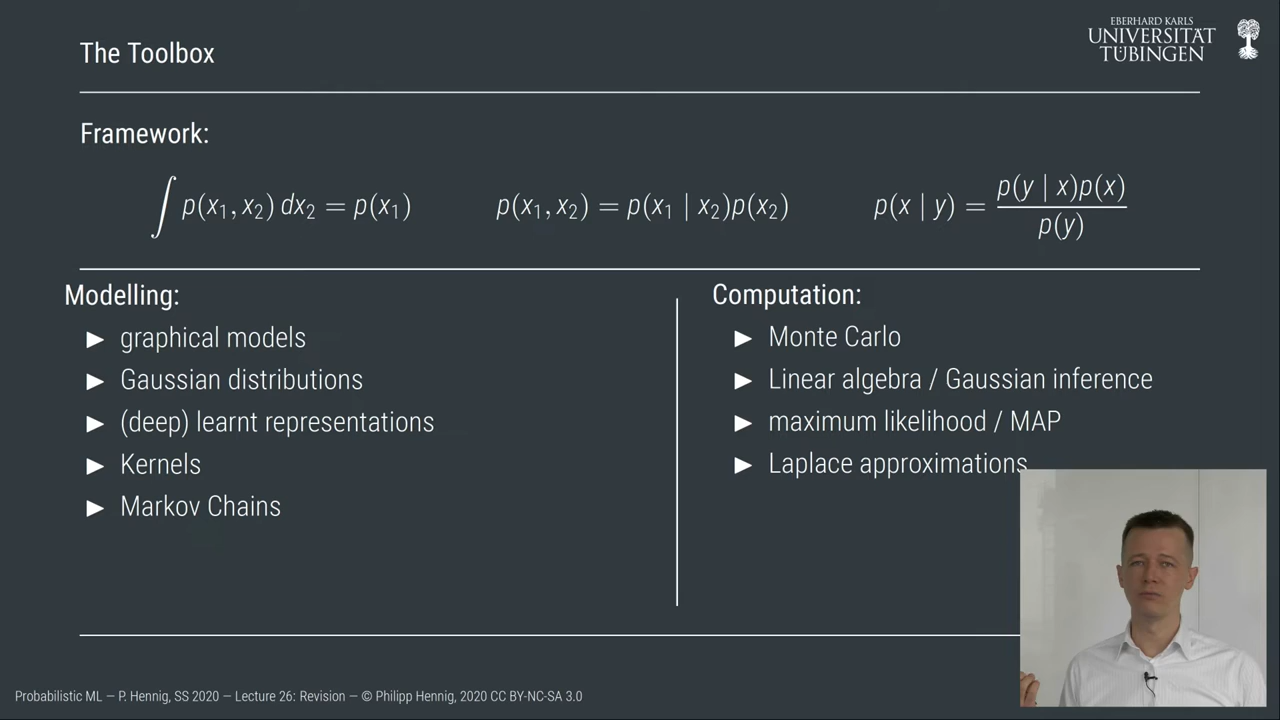 The Toolbox
EBERHARD KARLS
UNIVERSITÄT
TÜBINGEN
Framework:
∫ p(x₁, x₂) dx₂ = p(x₁)
p(x₁, x₂) = p(x₁ | x₂)p(x₂)
p(x | y) = p(y | x)p(x) / p(y)
Modelling:
▶ graphical models
▶ Gaussian distributions
▶ (deep) learnt representations
▶ Kernels
▶ Markov Chains
Computation:
▶ Monte Carlo
▶ Linear algebra / Gaussian inference
▶ maximum likelihood / MAP
▶ Laplace approximations
Probabilistic ML — P. Hennig, SS 2020 — Lecture 26: Revision — © Philipp Hennig, 2020 CC BY-NC-SA 3.0